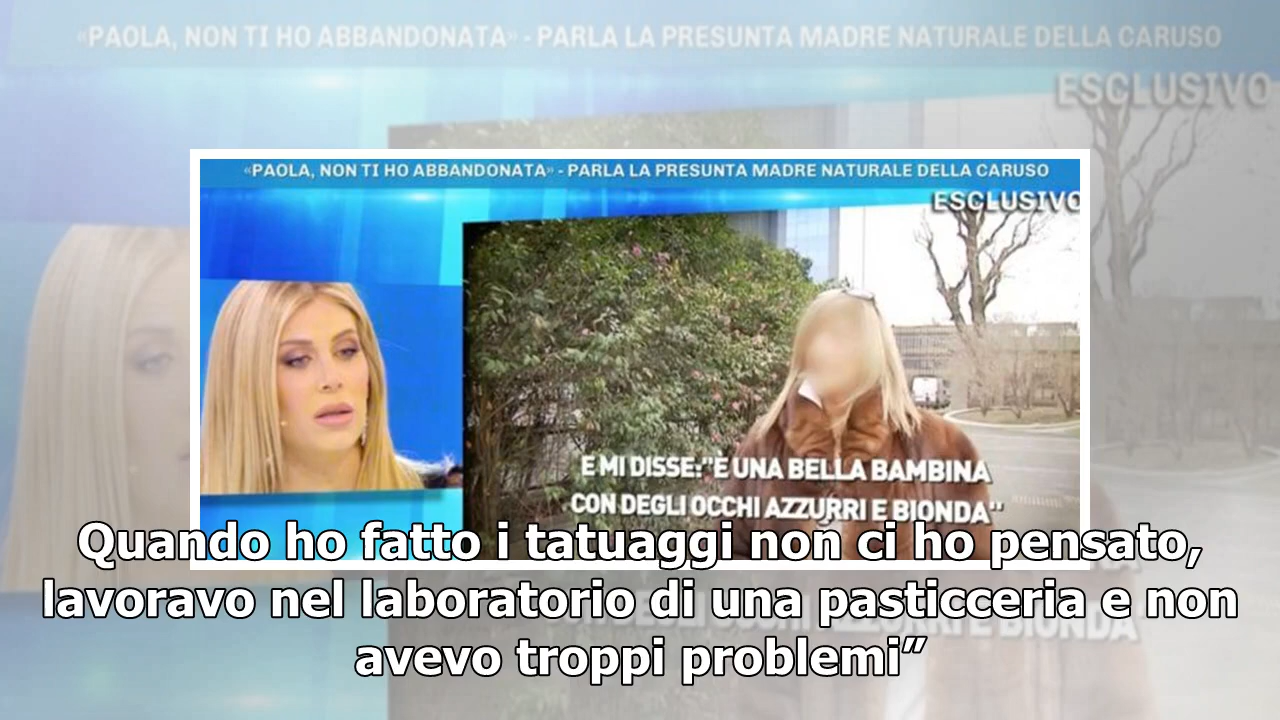 «PAOLA, NON TI HO ABBANDONATA» - PARLA LA PRESUNTA MADRE NATURALE DELLA CARUSO
ESCLUSIVO
«PAOLA, NON TI HO ABBANDONATA» - PARLA LA PRESUNTA MADRE NATURALE DELLA CARUSO
ESCLUSIVO
E MI DISSE:"È UNA BELLA BAMBINA
CON DEGLI OCCHI AZZURRI E BIONDA"
Quando ho fatto i tatuaggi non ci ho pensato,
lavoravo nel laboratorio di una pasticceria e non
avevo troppi problemi”
E BIONDA"